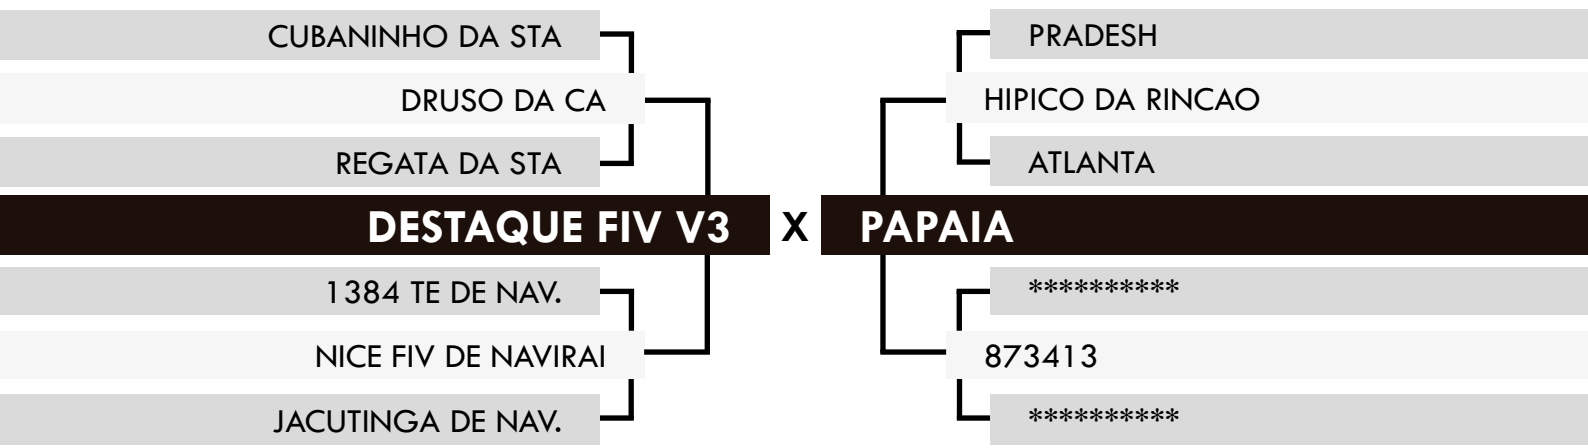 CUBANINHO DA STA
DRUSO DA CA
REGATA DA STA
DESTAQUE FIV V3
1384 TE DE NAV.
NICE FIV DE NAVIRAI
JACUTINGA DE NAV.
X
PRADESH
HIPICO DA RINCAO
ATLANTA
PAPAIA
**********
873413
**********